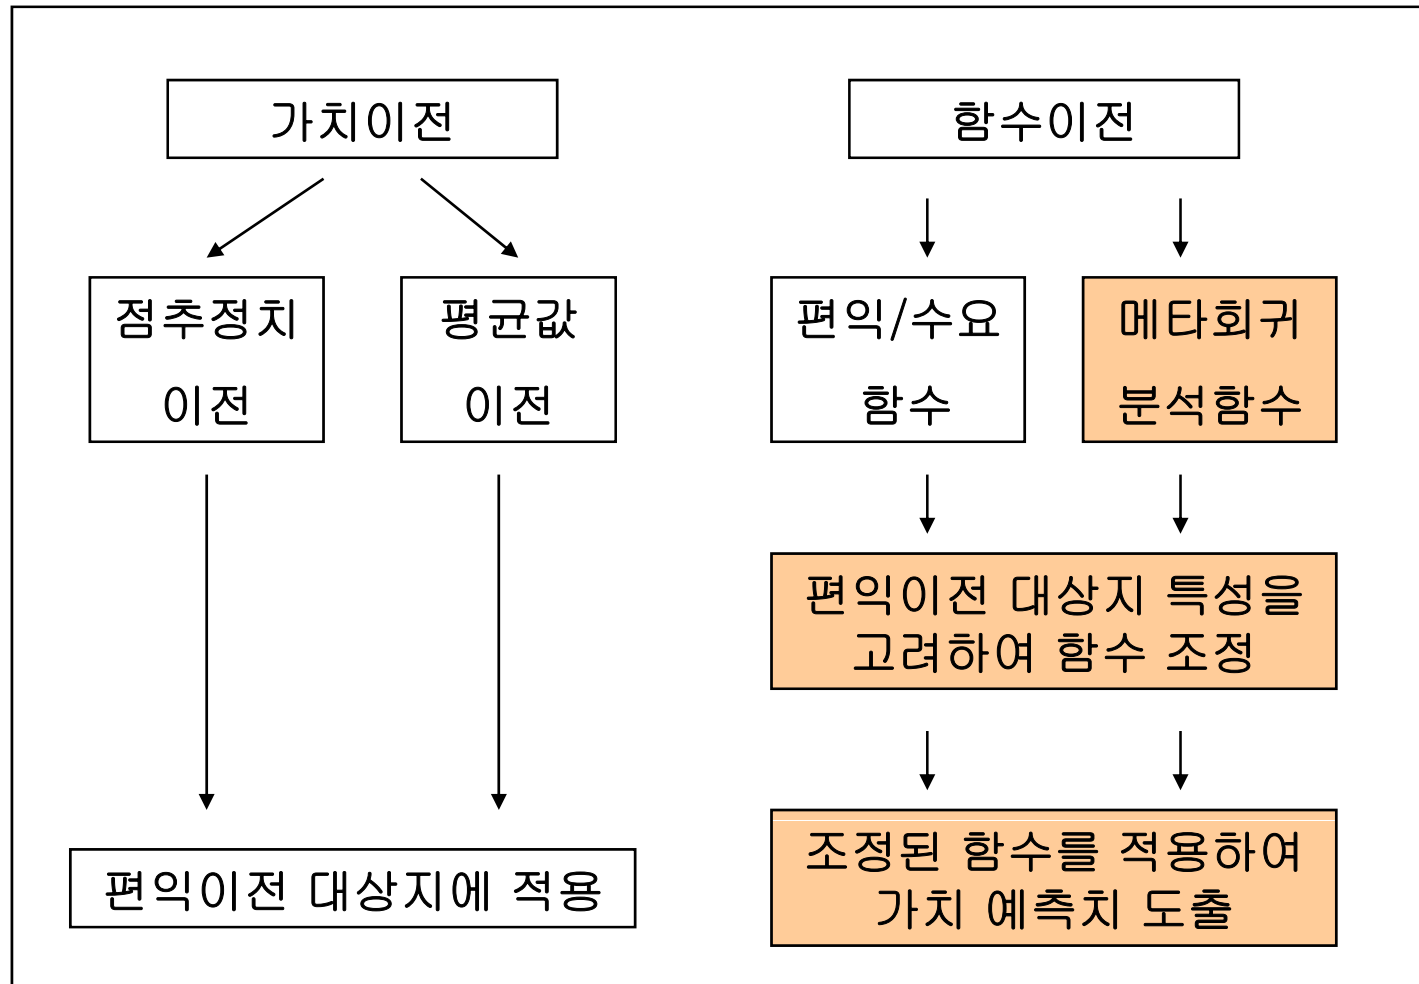 가치이전
함수이전
점추정치
이전
평균값
이전
편익/수요
함수
메타회귀
분석함수
편익이전 대상지 특성을
고려하여 함수 조정
편익이전 대상지에 적용
조정된 함수를 적용하여
가치 예측치 도출